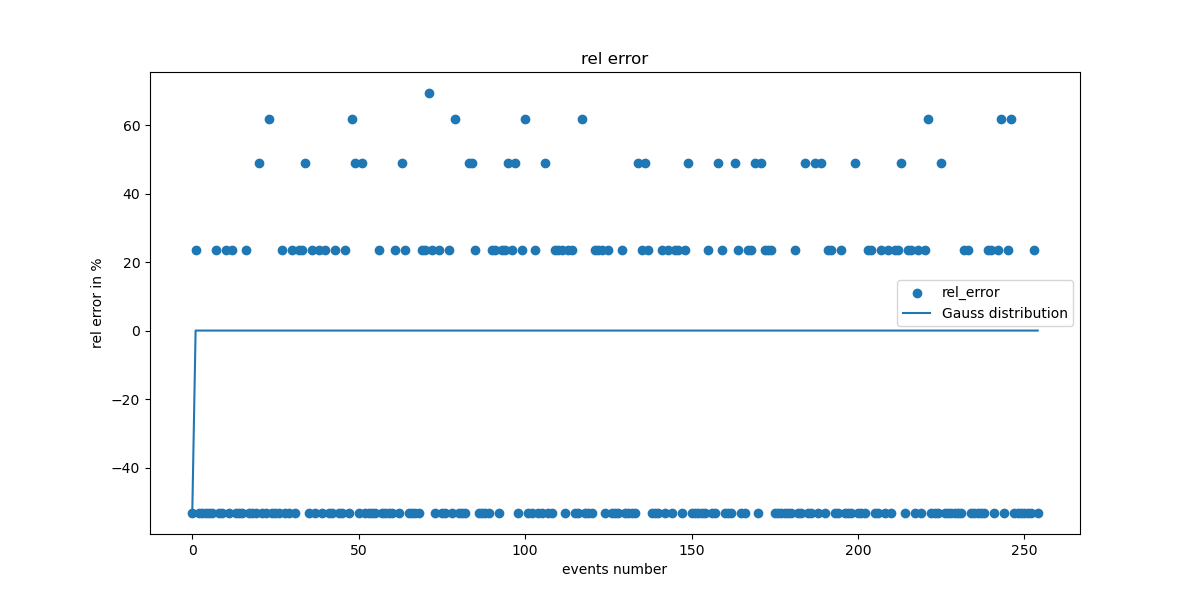 rel error
60
40
20
0
−20
−40
rel error in %
rel_error
Gauss distribution
0
50
100
150
200
250
events number